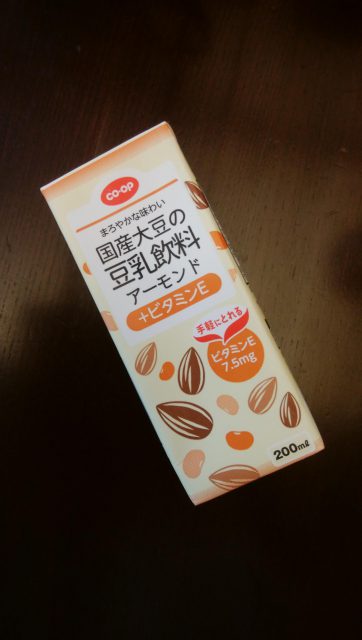 CO·OP
まろやかな味わい
国産大豆の
豆乳飲料
アーモンド
+ビタミンE
手軽にとれる
ビタミンE
7.5mg
200mℓ